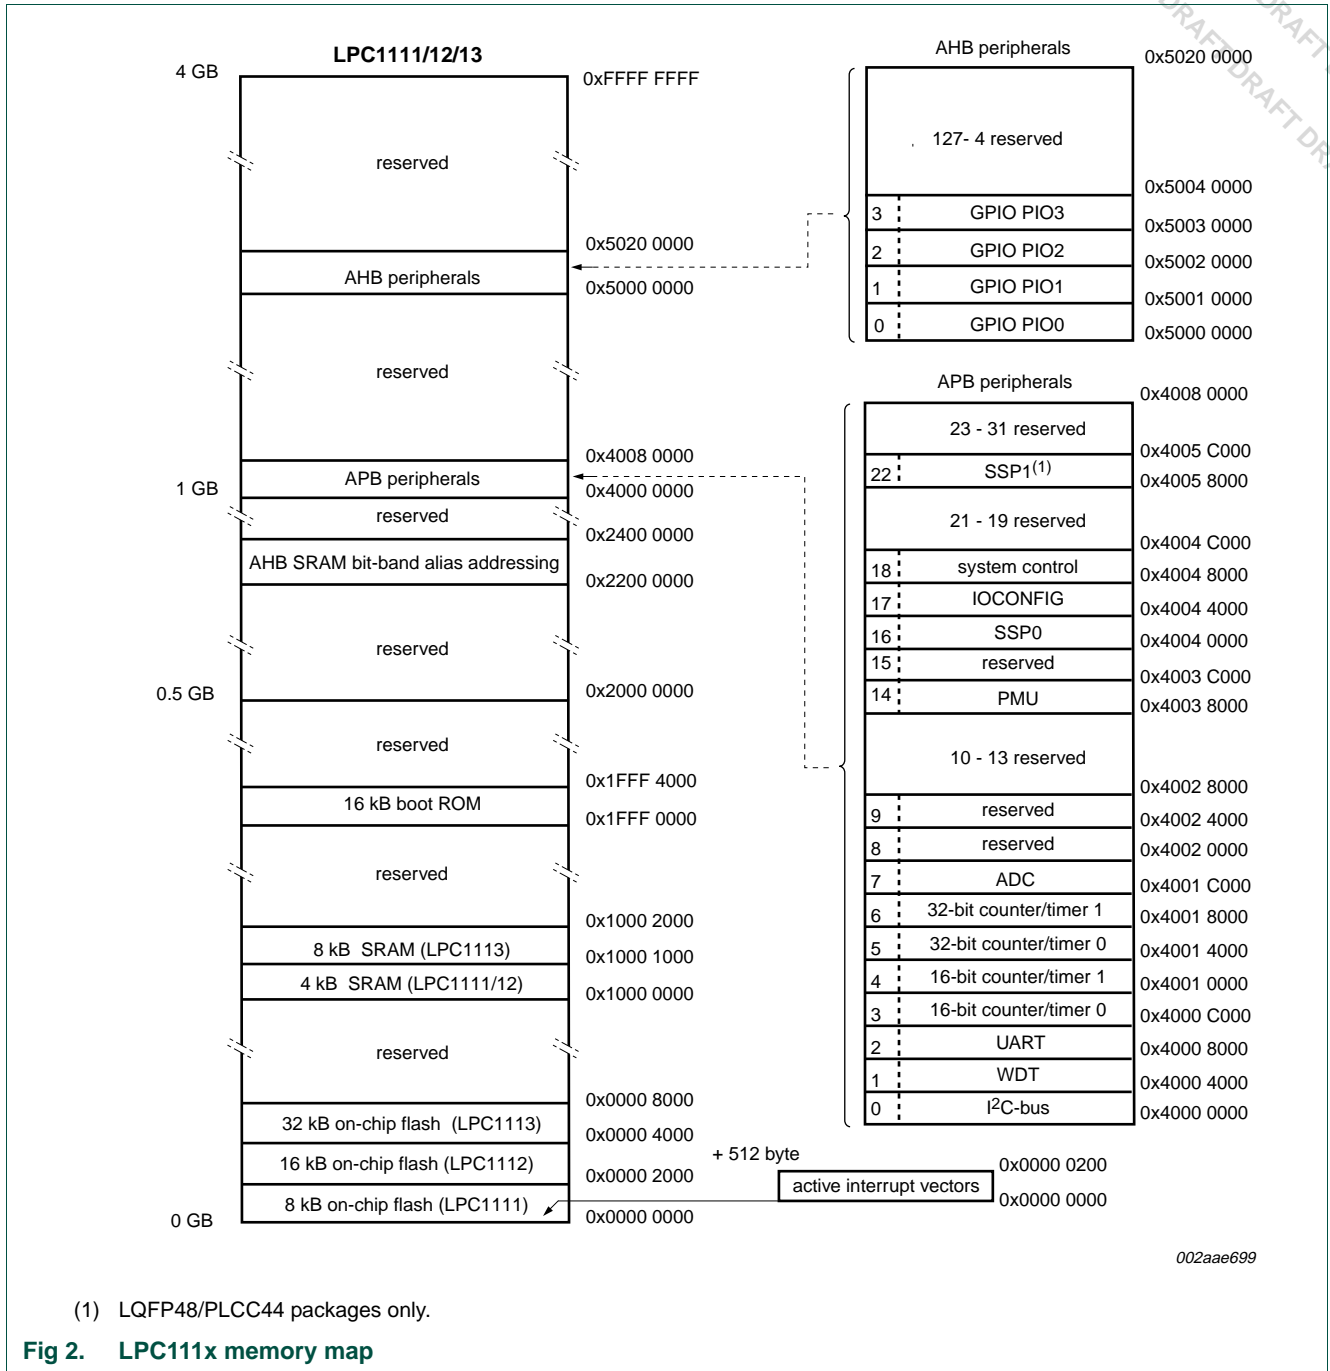 LPC1111/12/13
4 GB
0xFFFF FFFF
reserved
0x5020 0000
AHB peripherals
0x5000 0000
reserved
0x4008 0000
APB peripherals
1 GB
0x4000 0000
reserved
0x2400 0000
AHB SRAM bit-band alias addressing
0x2200 0000
reserved
0.5 GB
0x2000 0000
reserved
0x1FFF 4000
16 kB boot ROM
0x1FFF 0000
reserved
0x1000 2000
8 kB SRAM (LPC1113)
0x1000 1000
4 kB SRAM (LPC1111/12)
0x1000 0000
reserved
0x0000 8000
32 kB on-chip flash (LPC1113)
0x0000 4000
16 kB on-chip flash (LPC1112)
0x0000 2000
8 kB on-chip flash (LPC1111)
0 GB
0x0000 0000
AHB peripherals
0x5020 0000
127- 4 reserved
0x5004 0000
3 GPIO PIO3
0x5003 0000
2 GPIO PIO2
0x5002 0000
1 GPIO PIO1
0x5001 0000
0 GPIO PIO0
0x5000 0000
APB peripherals
0x4008 0000
23 - 31 reserved
0x4005 C000
22 SSP1(1)
0x4005 8000
21 - 19 reserved
0x4004 C000
18 system control
0x4004 8000
17 IOCONFIG
0x4004 4000
16 SSP0
0x4004 0000
15 reserved
0x4003 C000
14 PMU
0x4003 8000
10 - 13 reserved
0x4002 8000
9 reserved
0x4002 4000
8 reserved
0x4002 0000
7 ADC
0x4001 C000
6 32-bit counter/timer 1
0x4001 8000
5 32-bit counter/timer 0
0x4001 4000
4 16-bit counter/timer 1
0x4001 0000
3 16-bit counter/timer 0
0x4000 C000
2 UART
0x4000 8000
1 WDT
0x4000 4000
0 I2C-bus
0x4000 0000
+ 512 byte
0x0000 0200
active interrupt vectors
0x0000 0000
002aae699
(1) LQFP48/PLCC44 packages only.
Fig 2. LPC111x memory map
DRAFT DRAFT DRAFT
DRAFT